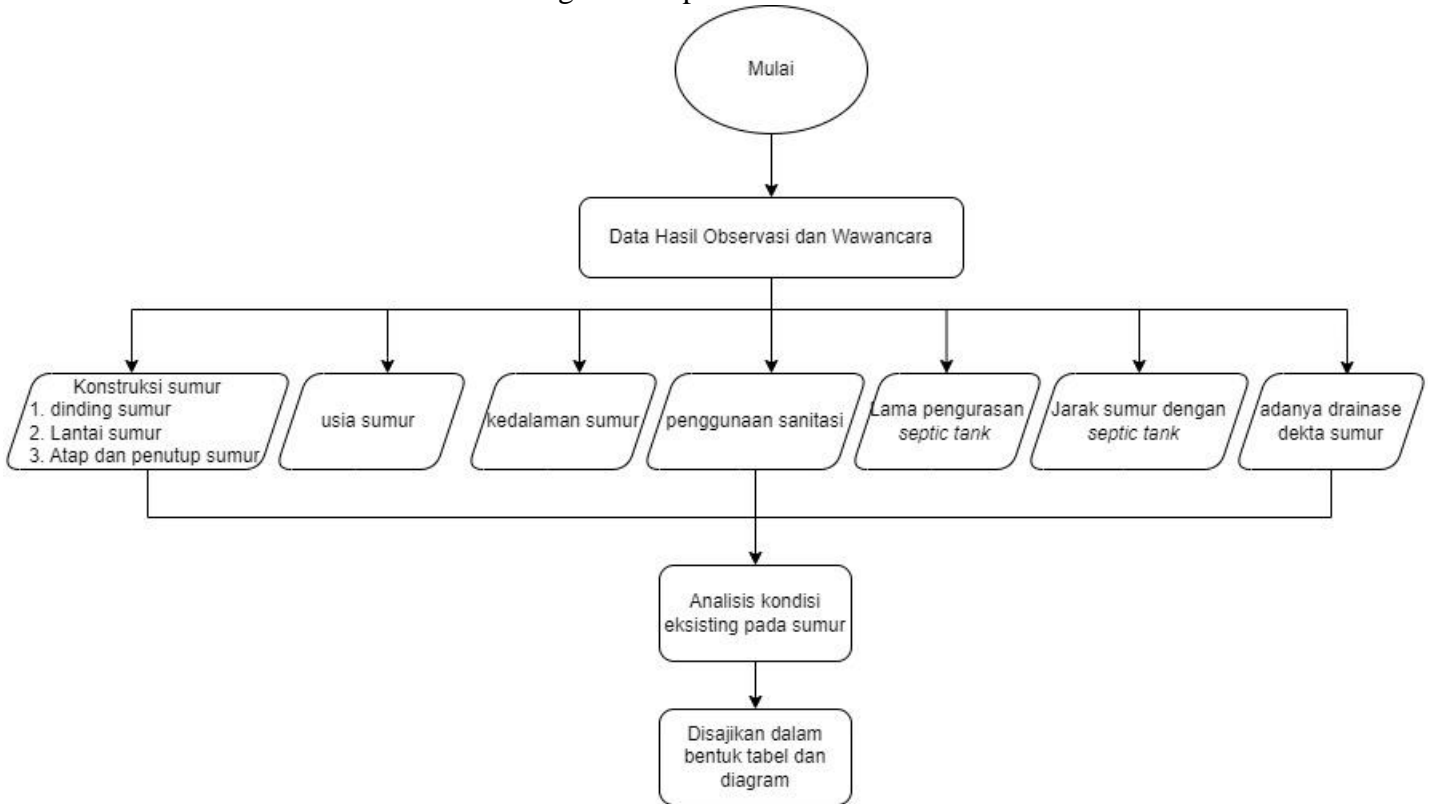 Mulai
Data Hasil Observasi dan Wawancara
Konstruksi sumur
1. dinding sumur
2. Lantai sumur
3. Atap dan penutup sumur
usia sumur
kedalaman sumur
penggunaan sanitasi
Lama pengurasan
septic tank
Jarak sumur dengan
septic tank
adanya drainase
dekta sumur
Analisis kondisi
eksisting pada sumur
Disajikan dalam
bentuk tabel dan
diagram